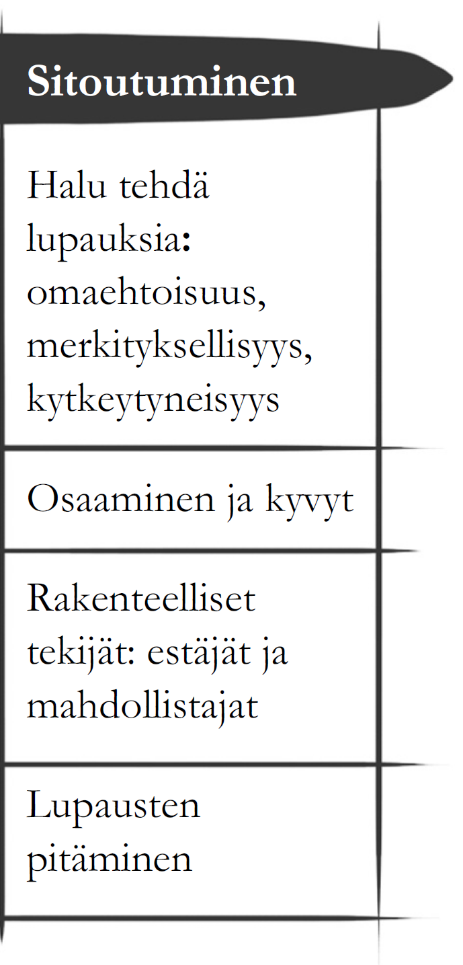 Sitoutuminen
Halu tehdä
lupauksia:
omaehtoisuus,
merkityksellisyys,
kytkeytyneisyys
Osaaminen ja kyvyt
Rakenteelliset
tekijät: estäjät ja
mahdollistajat
Lupausten
pitäminen